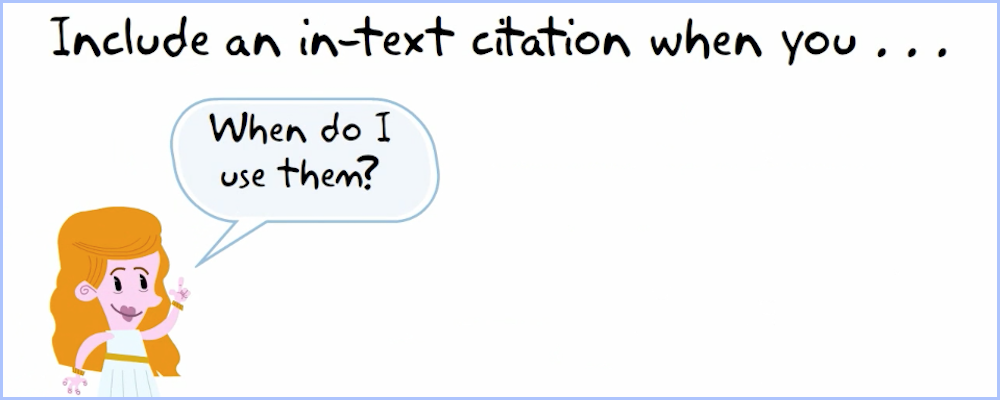 Include an in-text citation when you . . .
When do I
use them?